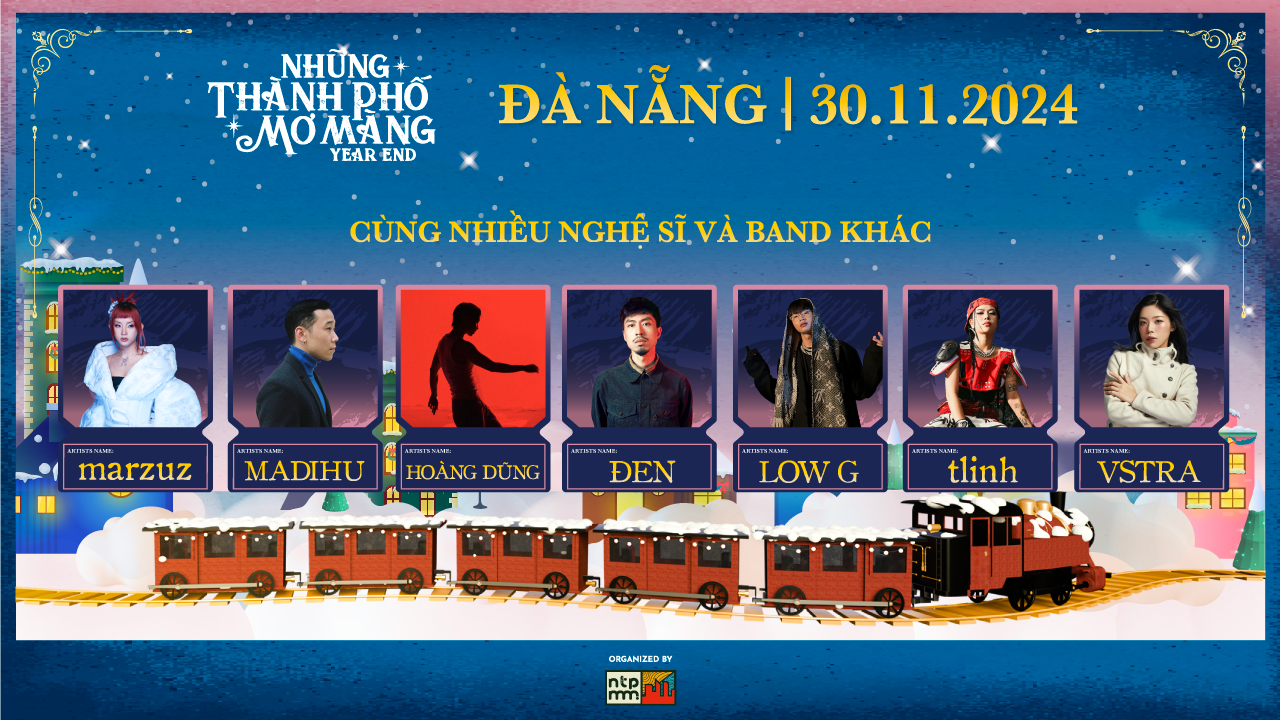 NHỮNG
THÀNH PHỐ
MƠ MÀNG
YEAR END
ĐÀ NẴNG | 30.11.2024
CÙNG NHIỀU NGHỆ SĨ VÀ BAND KHÁC
ARTISTS NAME:
marzuz
ARTISTS NAME:
MADIHU
ARTISTS NAME:
HOÀNG DŨNG
ARTISTS NAME:
ĐEN
ARTISTS NAME:
LOW G
ARTISTS NAME:
tlinh
ARTISTS NAME:
VSTRA
ORGANIZED BY
ntp
mm